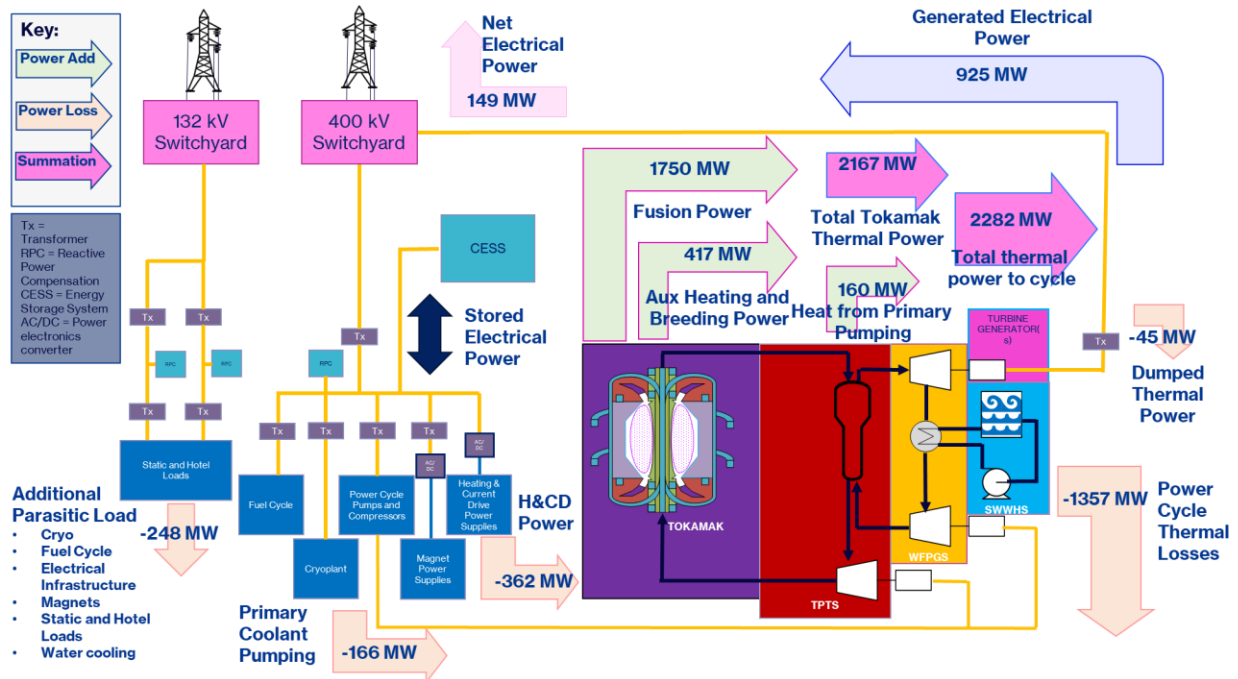 Key:
Power Add
Power Loss
Summation
Tx =
Transformer
RPC = Reactive
Power
Compensation
CESS = Energy
Storage System
AC/DC = Power
electronics
converter
132 kV
Switchyard
400 kV
Switchyard
Net
Electrical
Power
149 MW
Generated Electrical
Power
925 MW
1750 MW
Fusion Power
2167 MW
Total Tokamak
Thermal Power
2282 MW
Total thermal
power to cycle
417 MW
Aux Heating and
Breeding Power
160 MW
Heat from Primary
Pumping
CESS
Stored
Electrical
Power
Tx
Tx
Tx
RPC
RPC
RPC
Tx
Tx
Tx
Tx
Tx
AC/
DC
AC/
DC
Tx
Static and Hotel
Loads
Fuel Cycle
Cryoplant
Power Cycle
Pumps and
Compressors
Magnet
Power
Supplies
Heating &
Current
Drive
Power
Supplies
H&CD
Power
-362 MW
Additional
Parasitic Load
• Cryo
• Fuel Cycle
• Electrical
Infrastructure
• Magnets
• Static and Hotel
Loads
• Water cooling
-248 MW
Primary
Coolant
Pumping
-166 MW
TOKAMAK
TPTS
WFPGS
TURBINE
GENERATOR(
s)
SWWHS
-45 MW
Dumped
Thermal
Power
-1357 MW
Power
Cycle
Thermal
Losses